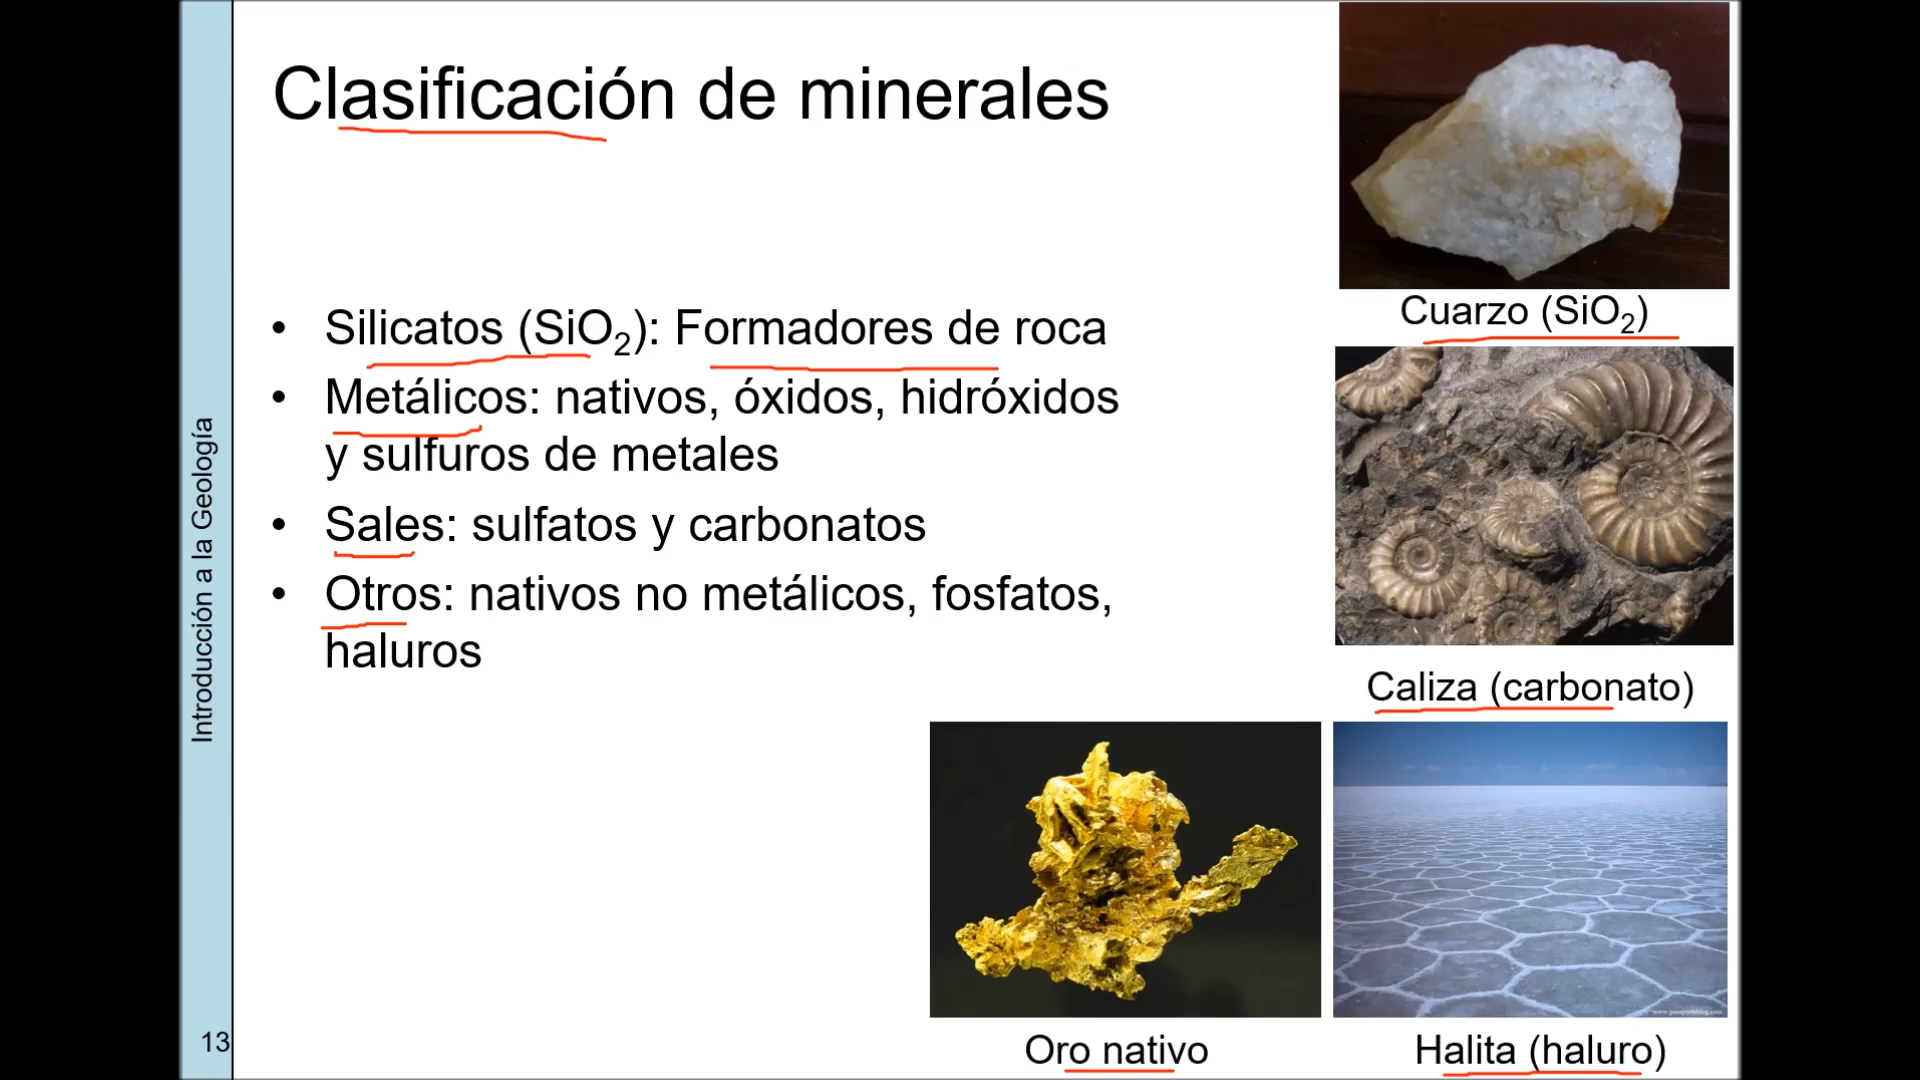 Clasificación de minerales
• Silicatos (SiO₂): Formadores de roca
• Metálicos: nativos, óxidos, hidróxidos
y sulfuros de metales
• Sales: sulfatos y carbonatos
• Otros: nativos no metálicos, fosfatos,
haluros
Cuarzo (SiO₂)
Caliza (carbonato)
Oro nativo
Halita (haluro)
Introducción a la Geología
13